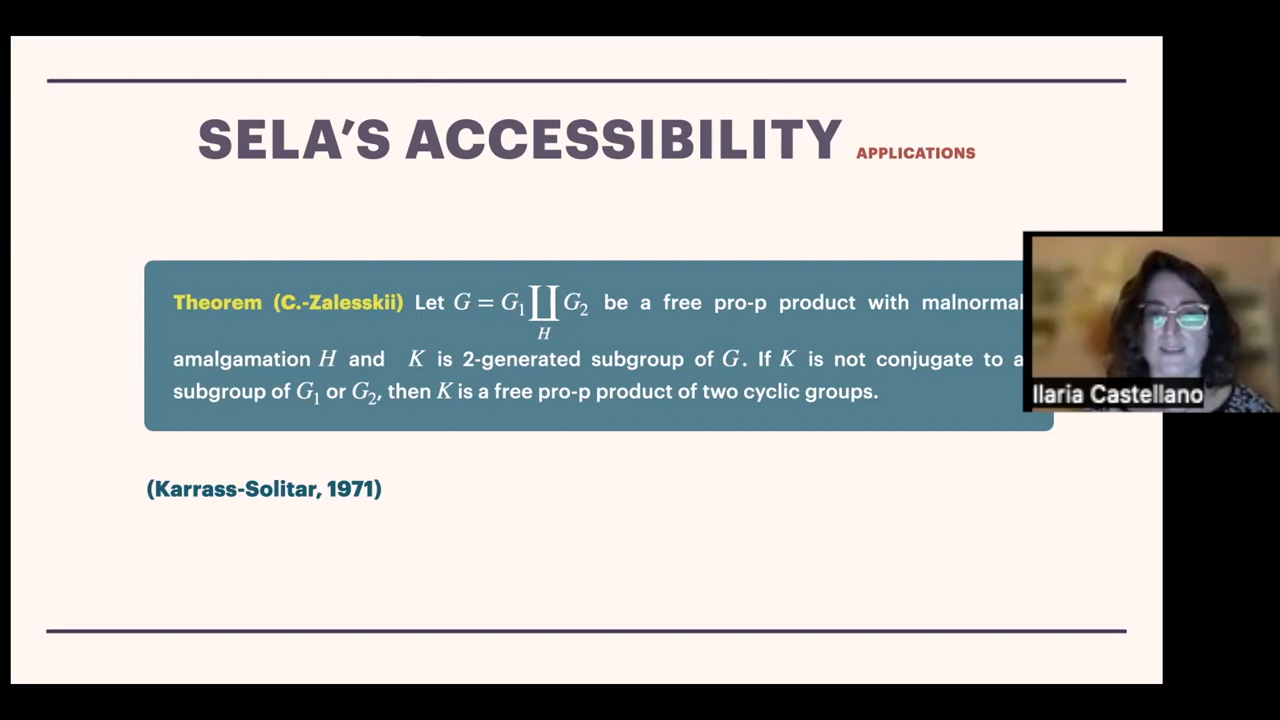 SELA'S ACCESSIBILITY APPLICATIONS
Theorem (C.-Zalesskii) Let G = G₁ ∐_H G₂ be a free pro-p product with malnormal
amalgamation H and K is 2-generated subgroup of G. If K is not conjugate to a
subgroup of G₁ or G₂, then K is a free pro-p product of two cyclic groups.
(Karrass-Solitar, 1971)
Ilaria Castellano